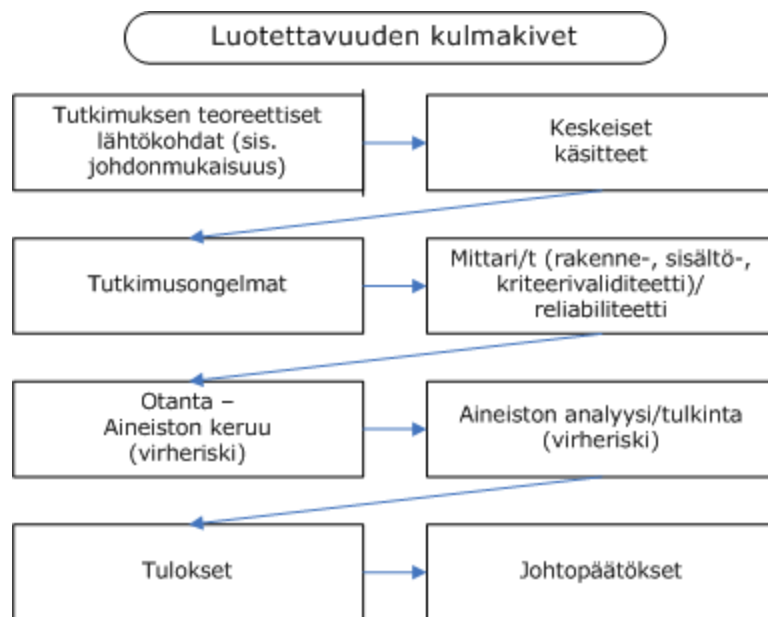 Luotettavuuden kulmakivet
Tutkimuksen teoreettiset
lähtökohdat (sis.
johdonmukaisuus)
Keskeiset
käsitteet
Tutkimusongelmat
Mittari/t (rakenne-, sisältö-,
kriteerivaliditeetti)/
reliabiliteetti
Otanta –
Aineiston keruu
(virheriski)
Aineiston analyysi/tulkinta
(virheriski)
Tulokset
Johtopäätökset